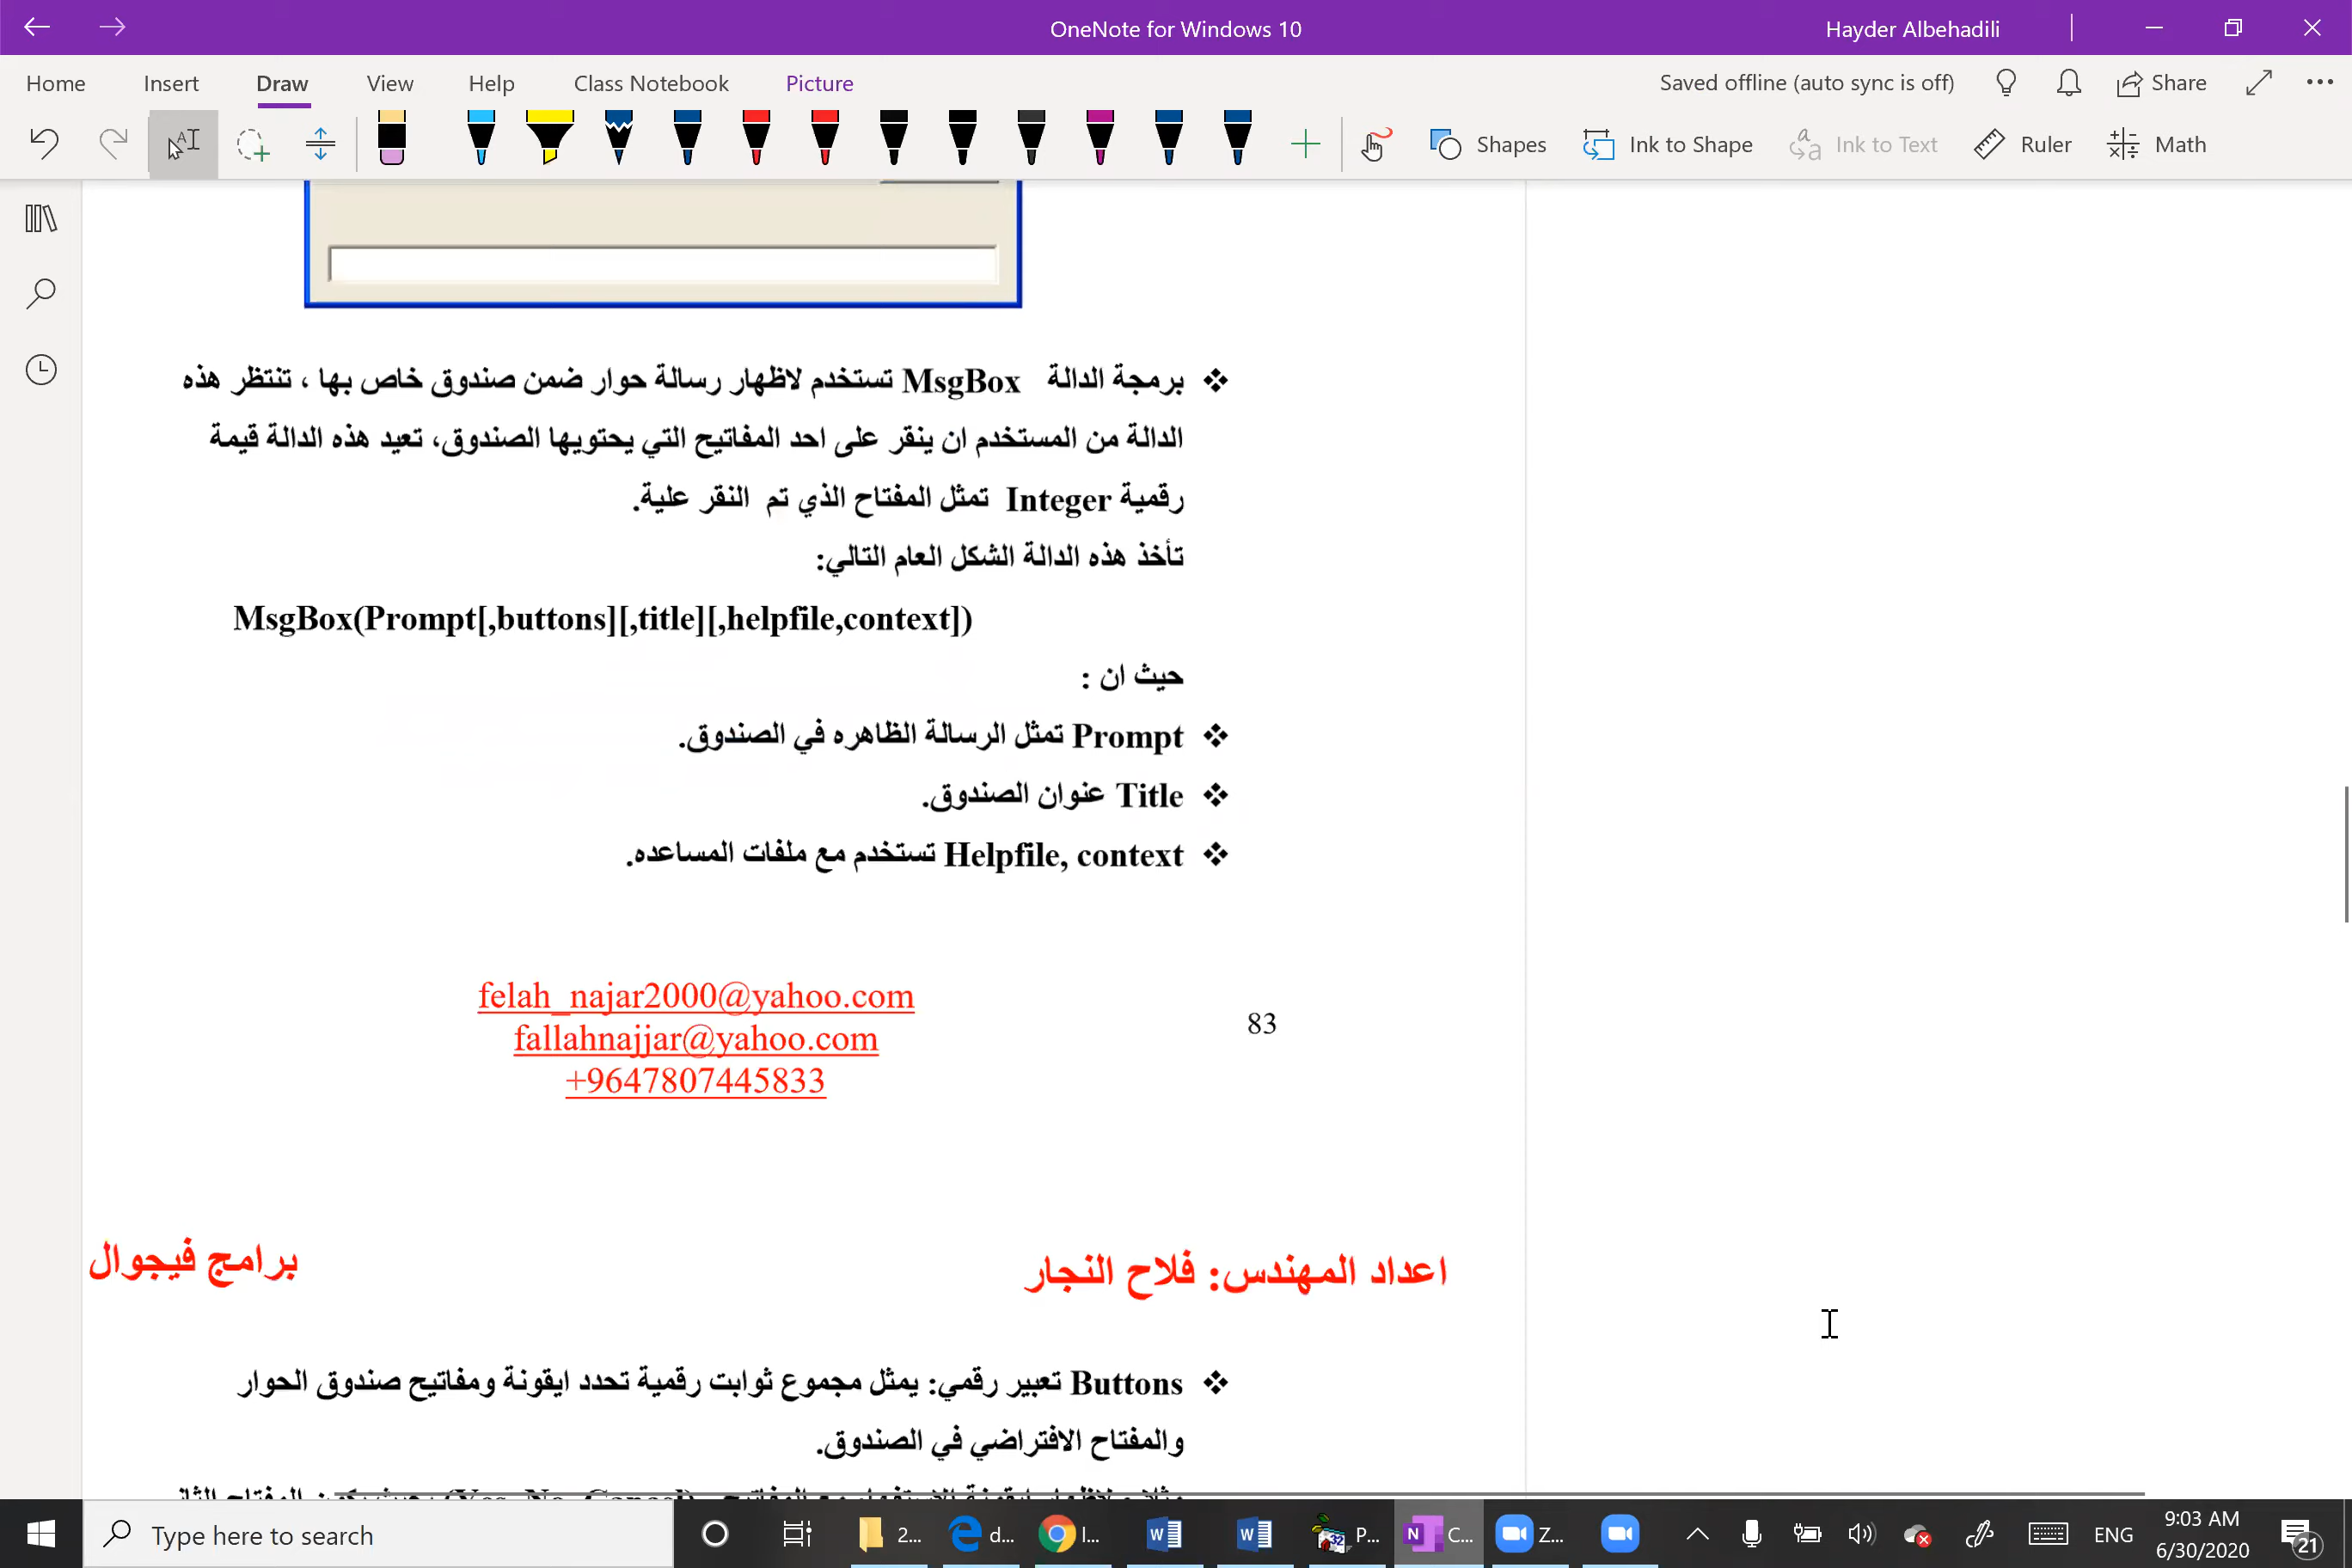 OneNote for Windows 10
Hayder Albehadili
Home Insert Draw View Help Class Notebook Picture
Saved offline (auto sync is off) Share
Shapes Ink to Shape Ink to Text Ruler Math
برمجة الدالة MsgBox تستخدم لاظهار رسالة حوار ضمن صندوق خاص بها ، تنتظر هذه
الدالة من المستخدم ان ينقر على احد المفاتيح التي يحتويها الصندوق، تعيد هذه الدالة قيمة
رقمية Integer تمثل المفتاح الذي تم النقر علية.
تأخذ هذه الدالة الشكل العام التالي:
MsgBox(Prompt[,buttons][,title][,helpfile,context])
حيث ان :
Prompt تمثل الرسالة الظاهره في الصندوق.
Title عنوان الصندوق.
Helpfile, context تستخدم مع ملفات المساعده.
felah_najar2000@yahoo.com
83
fallahnajjar@yahoo.com
+9647807445833
اعداد المهندس: فلاح النجار
برامج فيجوال
Buttons تعبير رقمي: يمثل مجموع ثوابت رقمية تحدد ايقونة ومفاتيح صندوق الحوار
والمفتاح الافتراضي في الصندوق.
Type here to search
2... d... l... P... C... Z...
ENG
9:03 AM
6/30/2020
21